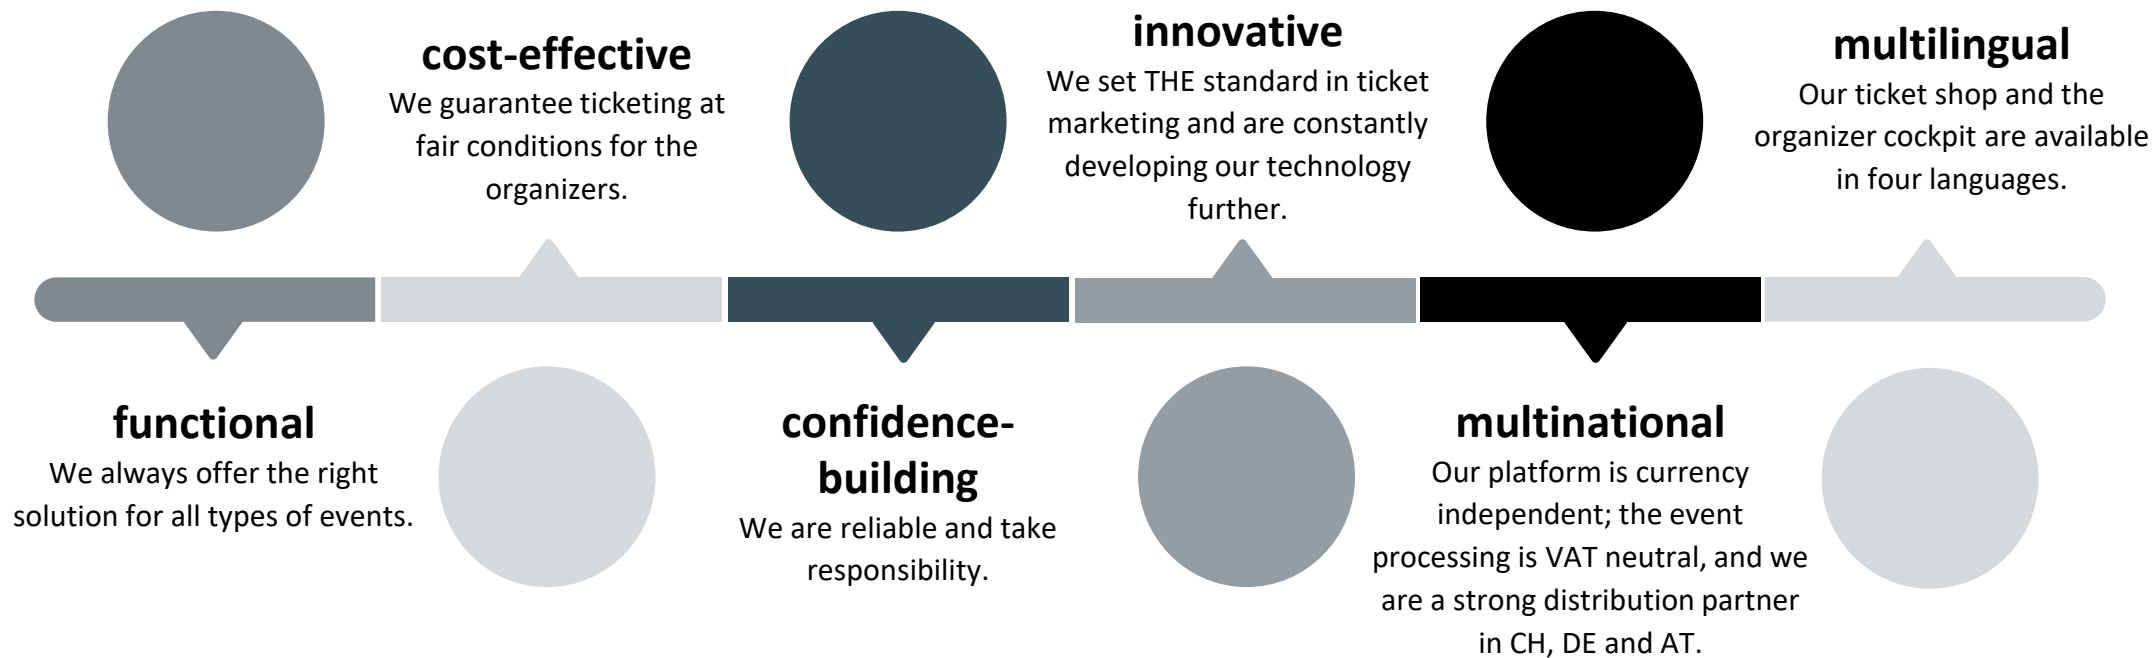 functional
We always offer the right
solution for all types of events.
cost-effective
We guarantee ticketing at
fair conditions for the
organizers.
confidence-
building
We are reliable and take
responsibility.
innovative
We set THE standard in ticket
marketing and are constantly
developing our technology
further.
multinational
Our platform is currency
independent; the event
processing is VAT neutral, and we
are a strong distribution partner
in CH, DE and AT.
multilingual
Our ticket shop and the
organizer cockpit are available
in four languages.